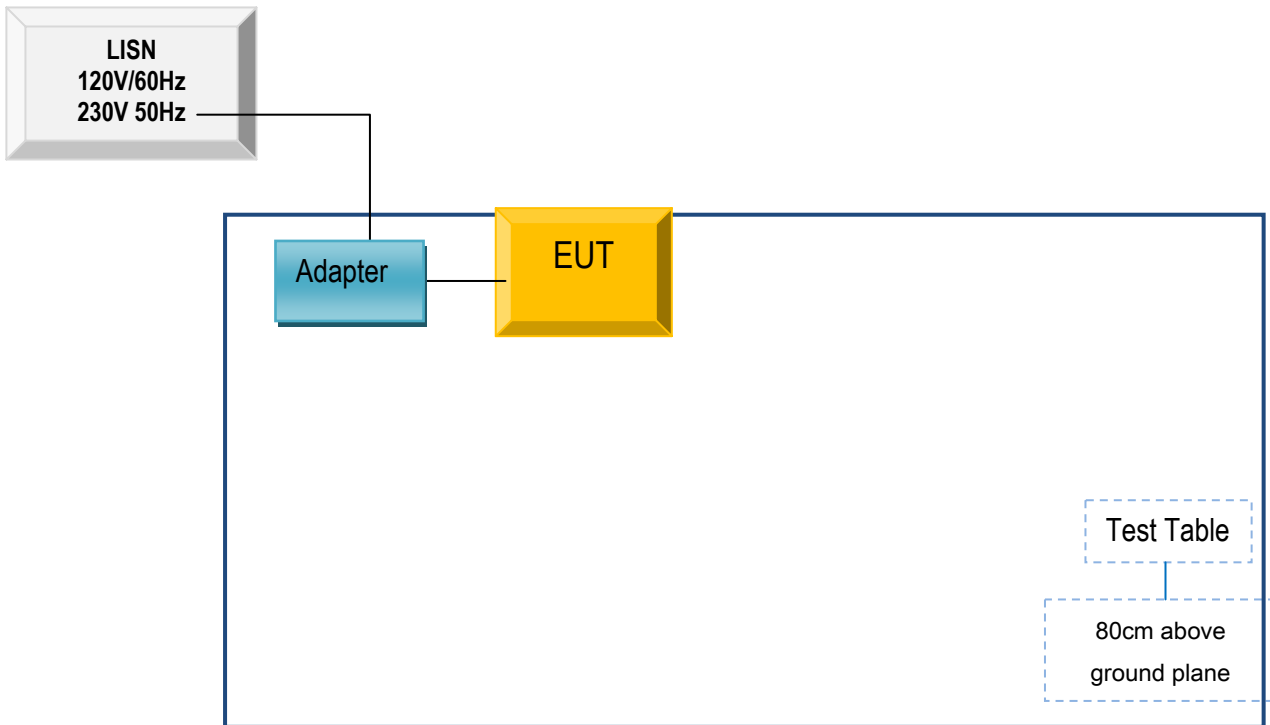 LISN
120V/60Hz
230V 50Hz
Adapter
EUT
Test Table
80cm above
ground plane